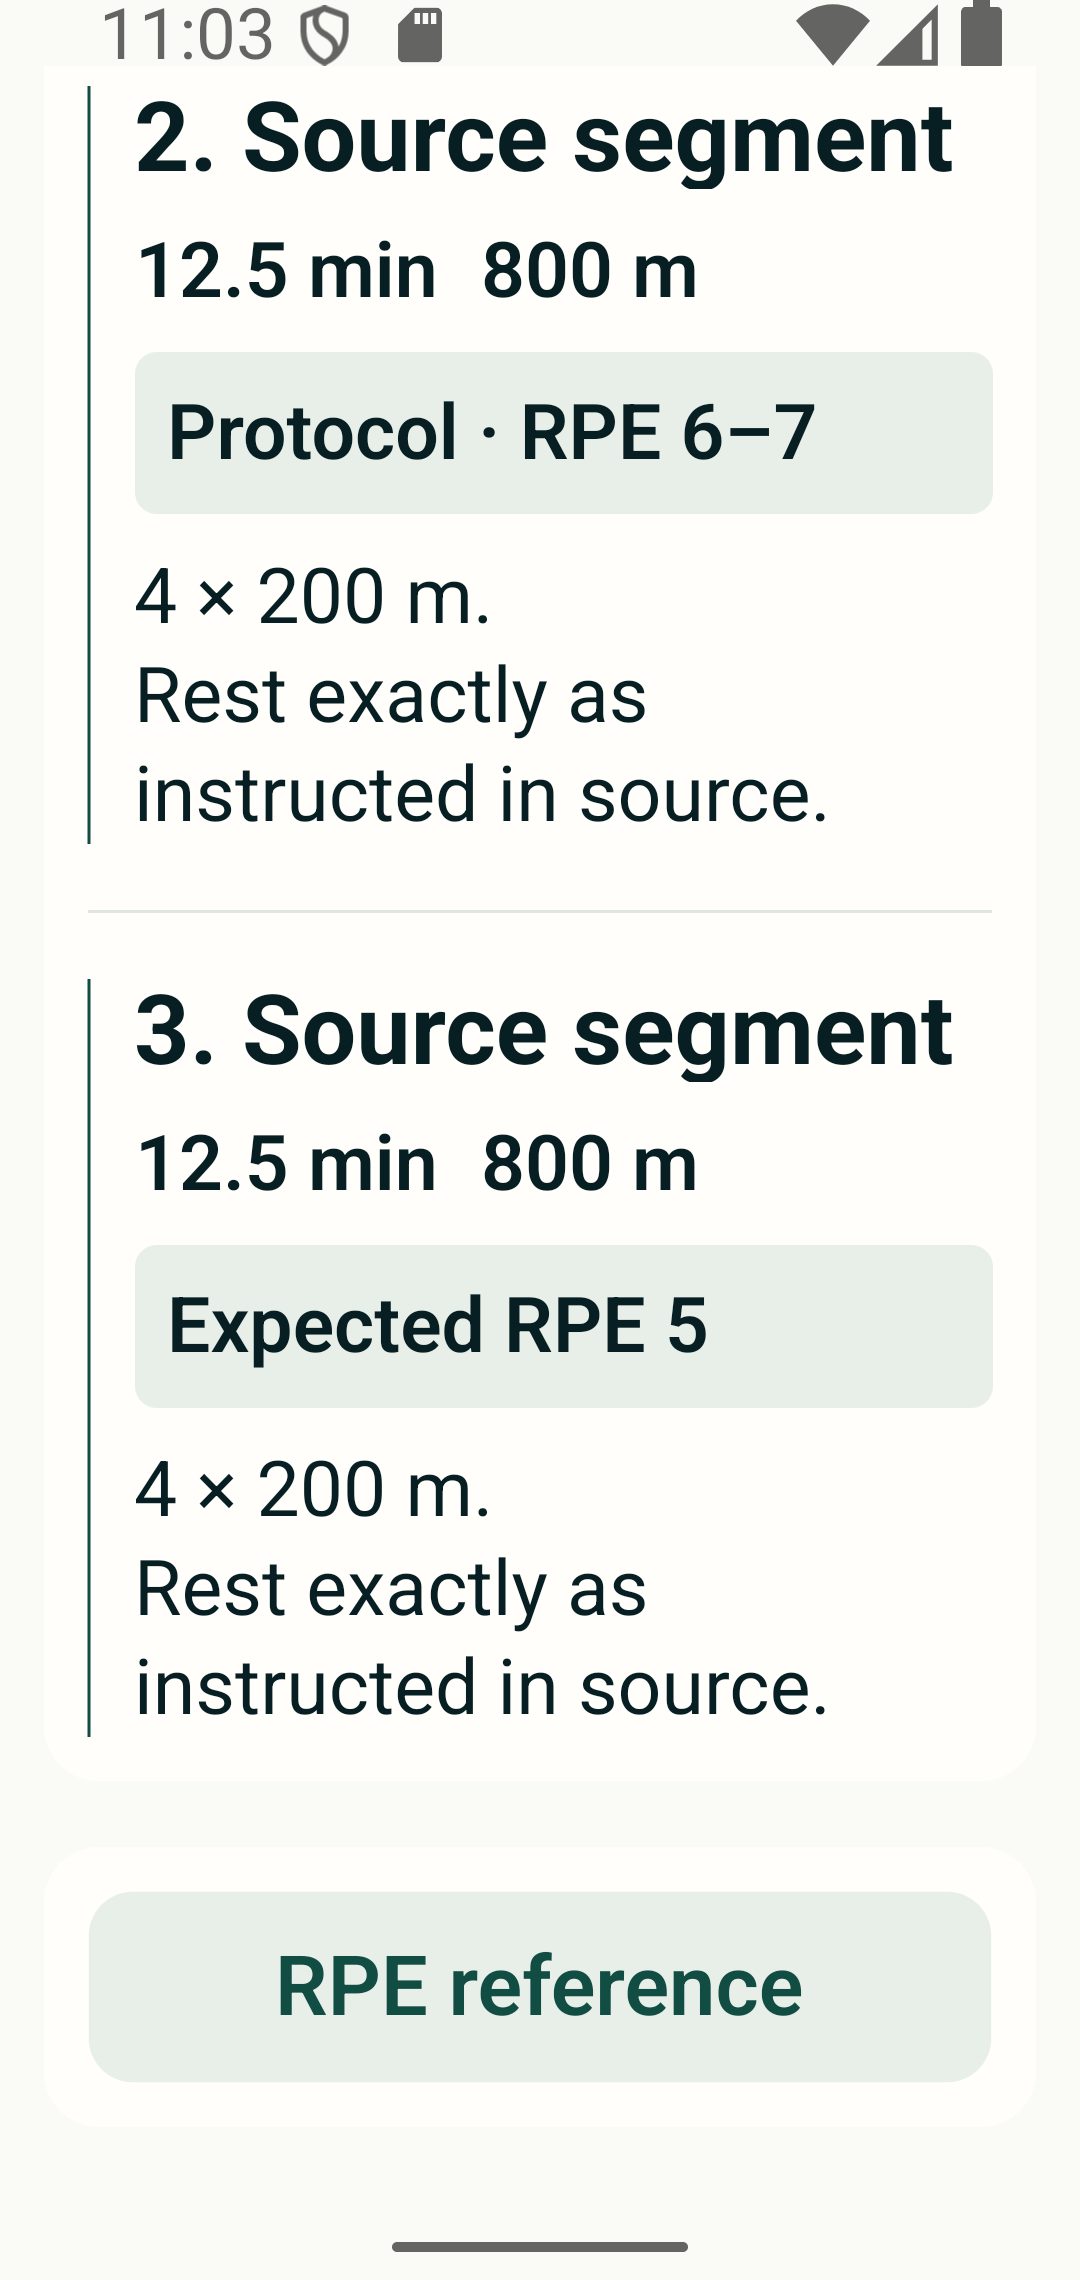 11:03
2. Source segment
12.5 min 800 m
Protocol · RPE 6–7
4 × 200 m.
Rest exactly as
instructed in source.
3. Source segment
12.5 min 800 m
Expected RPE 5
4 × 200 m.
Rest exactly as
instructed in source.
RPE reference